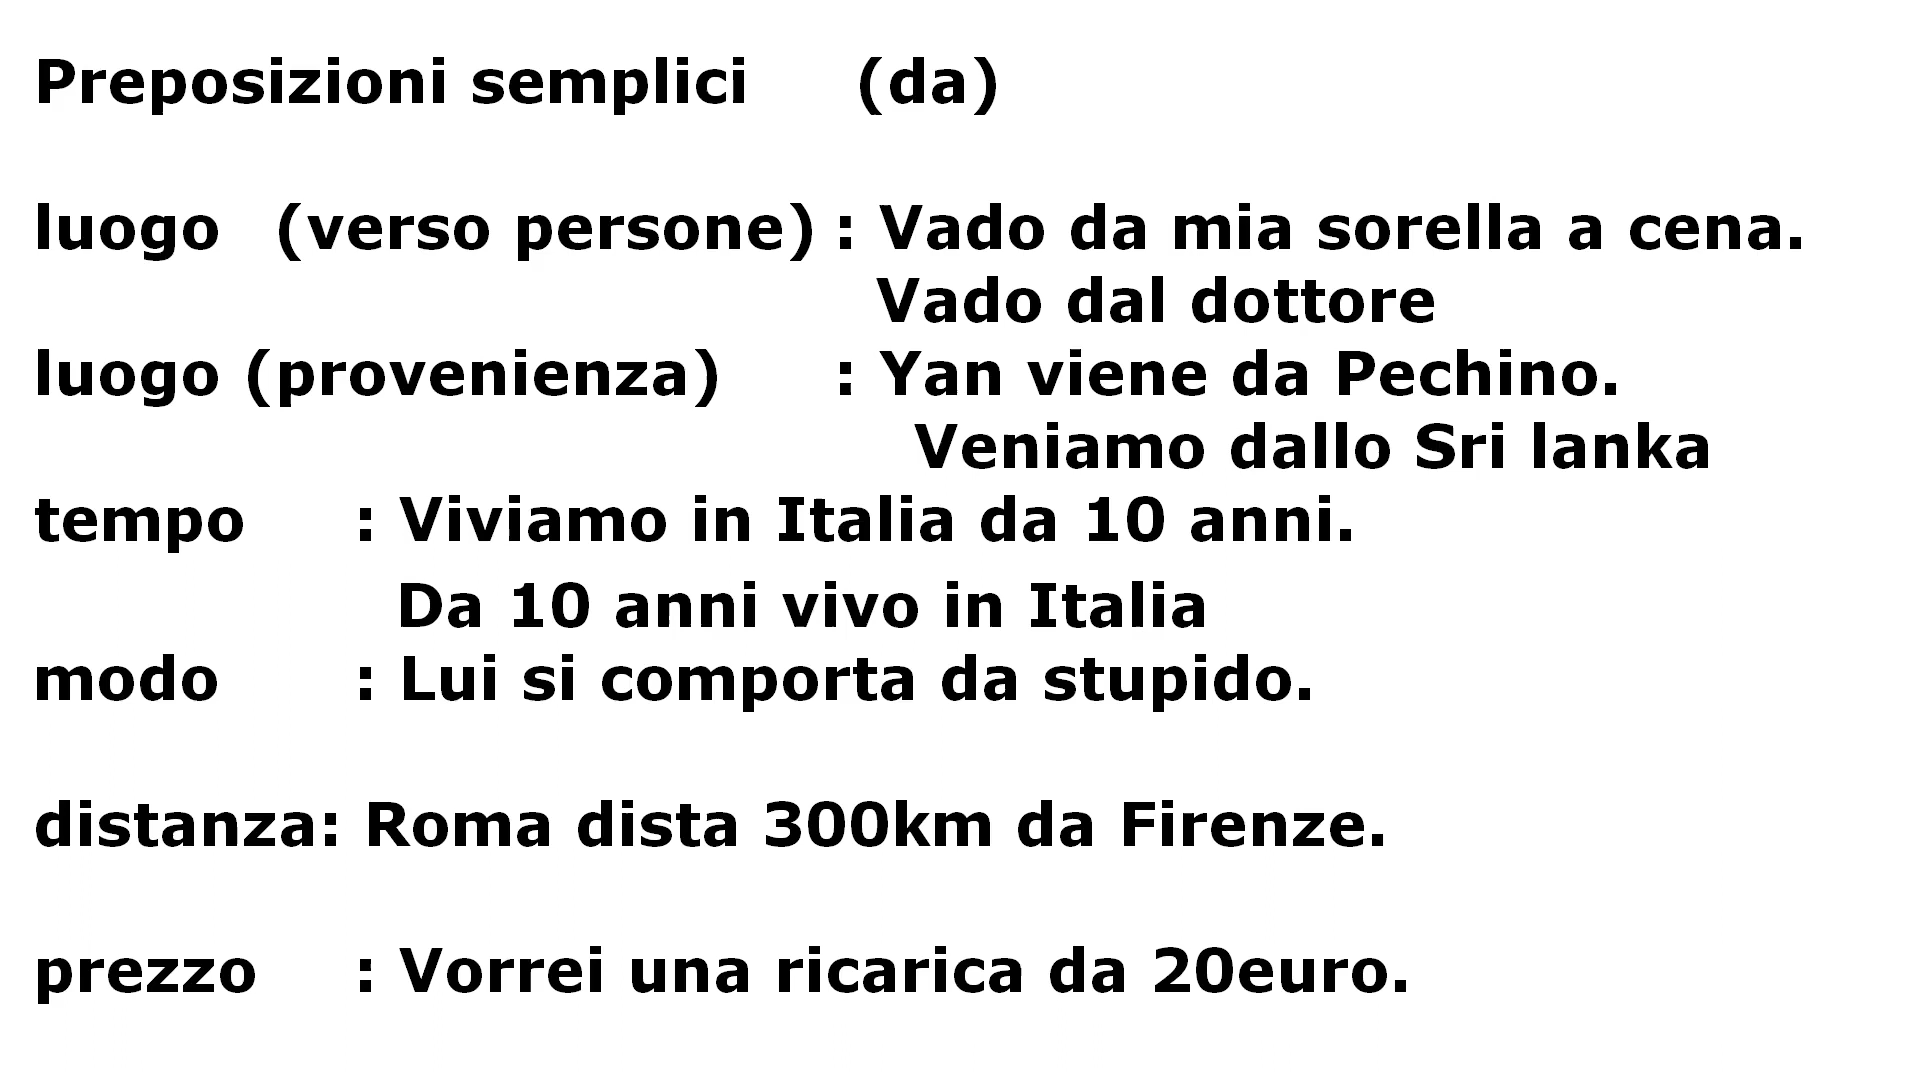 Preposizioni semplici (da)
luogo (verso persone) : Vado da mia sorella a cena.
Vado dal dottore
luogo (provenienza) : Yan viene da Pechino.
Veniamo dallo Sri lanka
tempo : Viviamo in Italia da 10 anni.
Da 10 anni vivo in Italia
modo : Lui si comporta da stupido.
distanza: Roma dista 300km da Firenze.
prezzo : Vorrei una ricarica da 20euro.